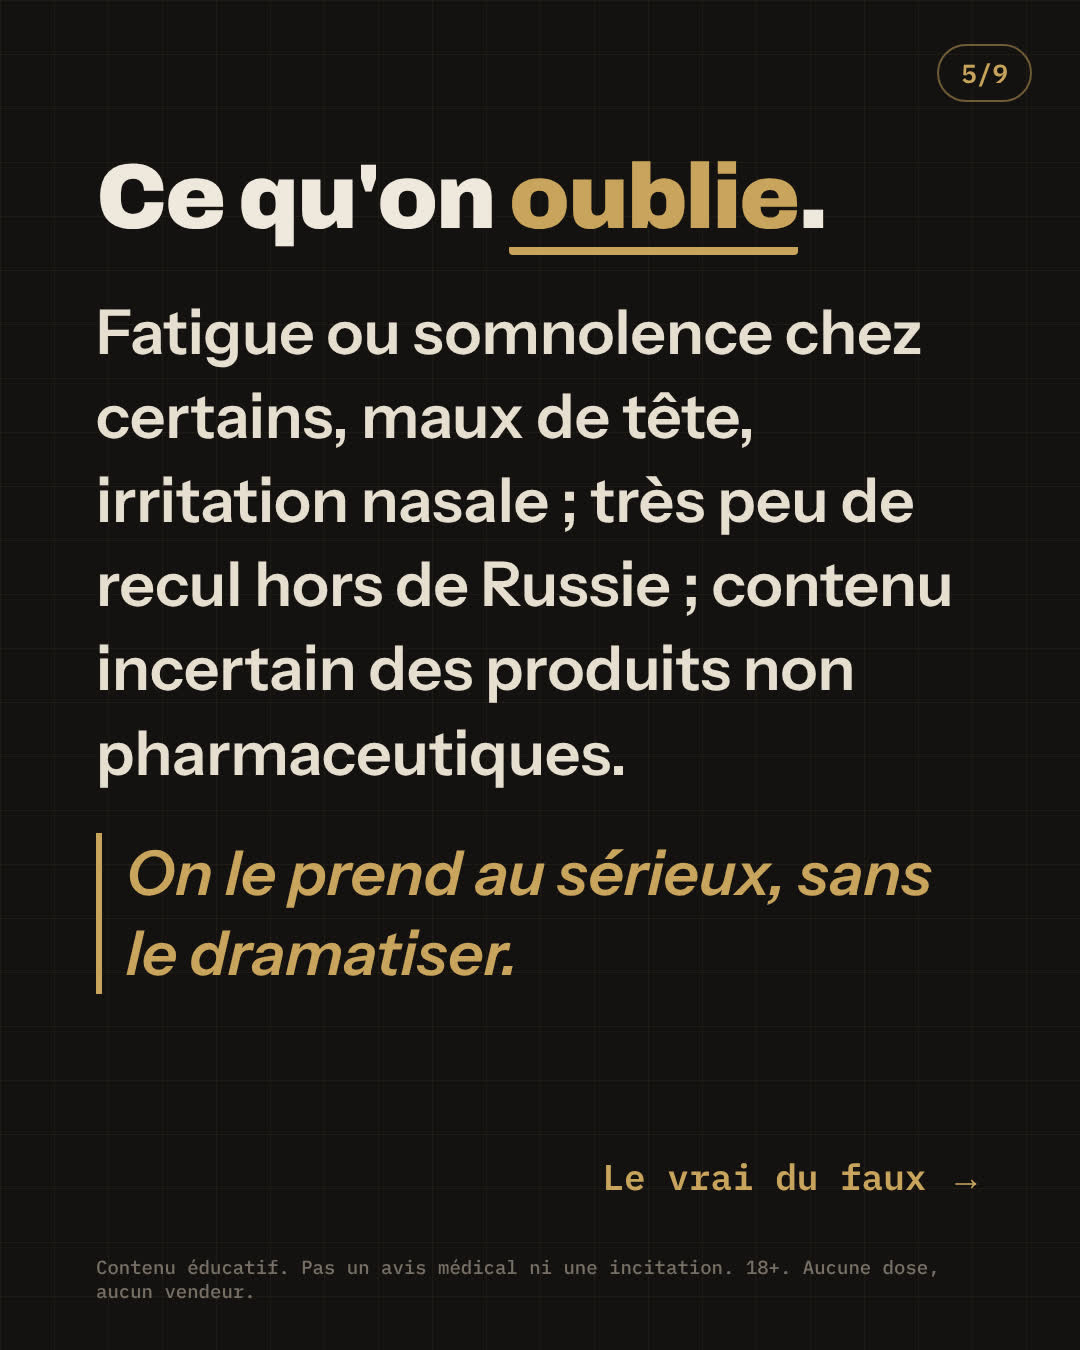 5/9
Ce qu'on oublie.
Fatigue ou somnolence chez
certains, maux de tête,
irritation nasale ; très peu de
recul hors de Russie ; contenu
incertain des produits non
pharmaceutiques.
On le prend au sérieux, sans
le dramatiser.
Le vrai du faux →
Contenu éducatif. Pas un avis médical ni une incitation. 18+. Aucune dose,
aucun vendeur.